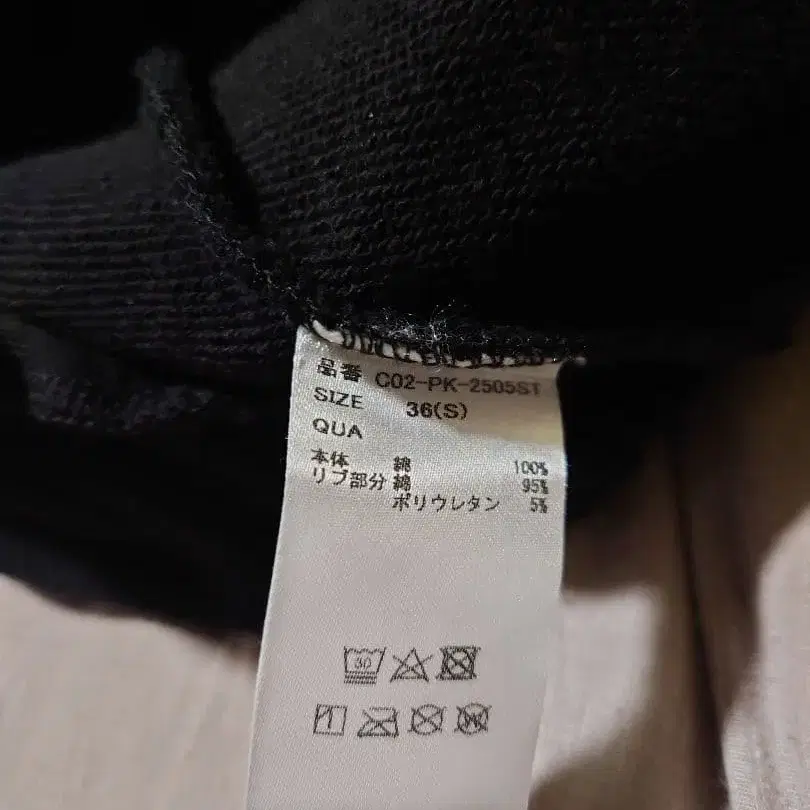 品番 C02-PK-2505ST
SIZE 36(S)
QUA
本体 綿 100%
リブ部分 綿 95%
ポリウレタン 5%
30
W